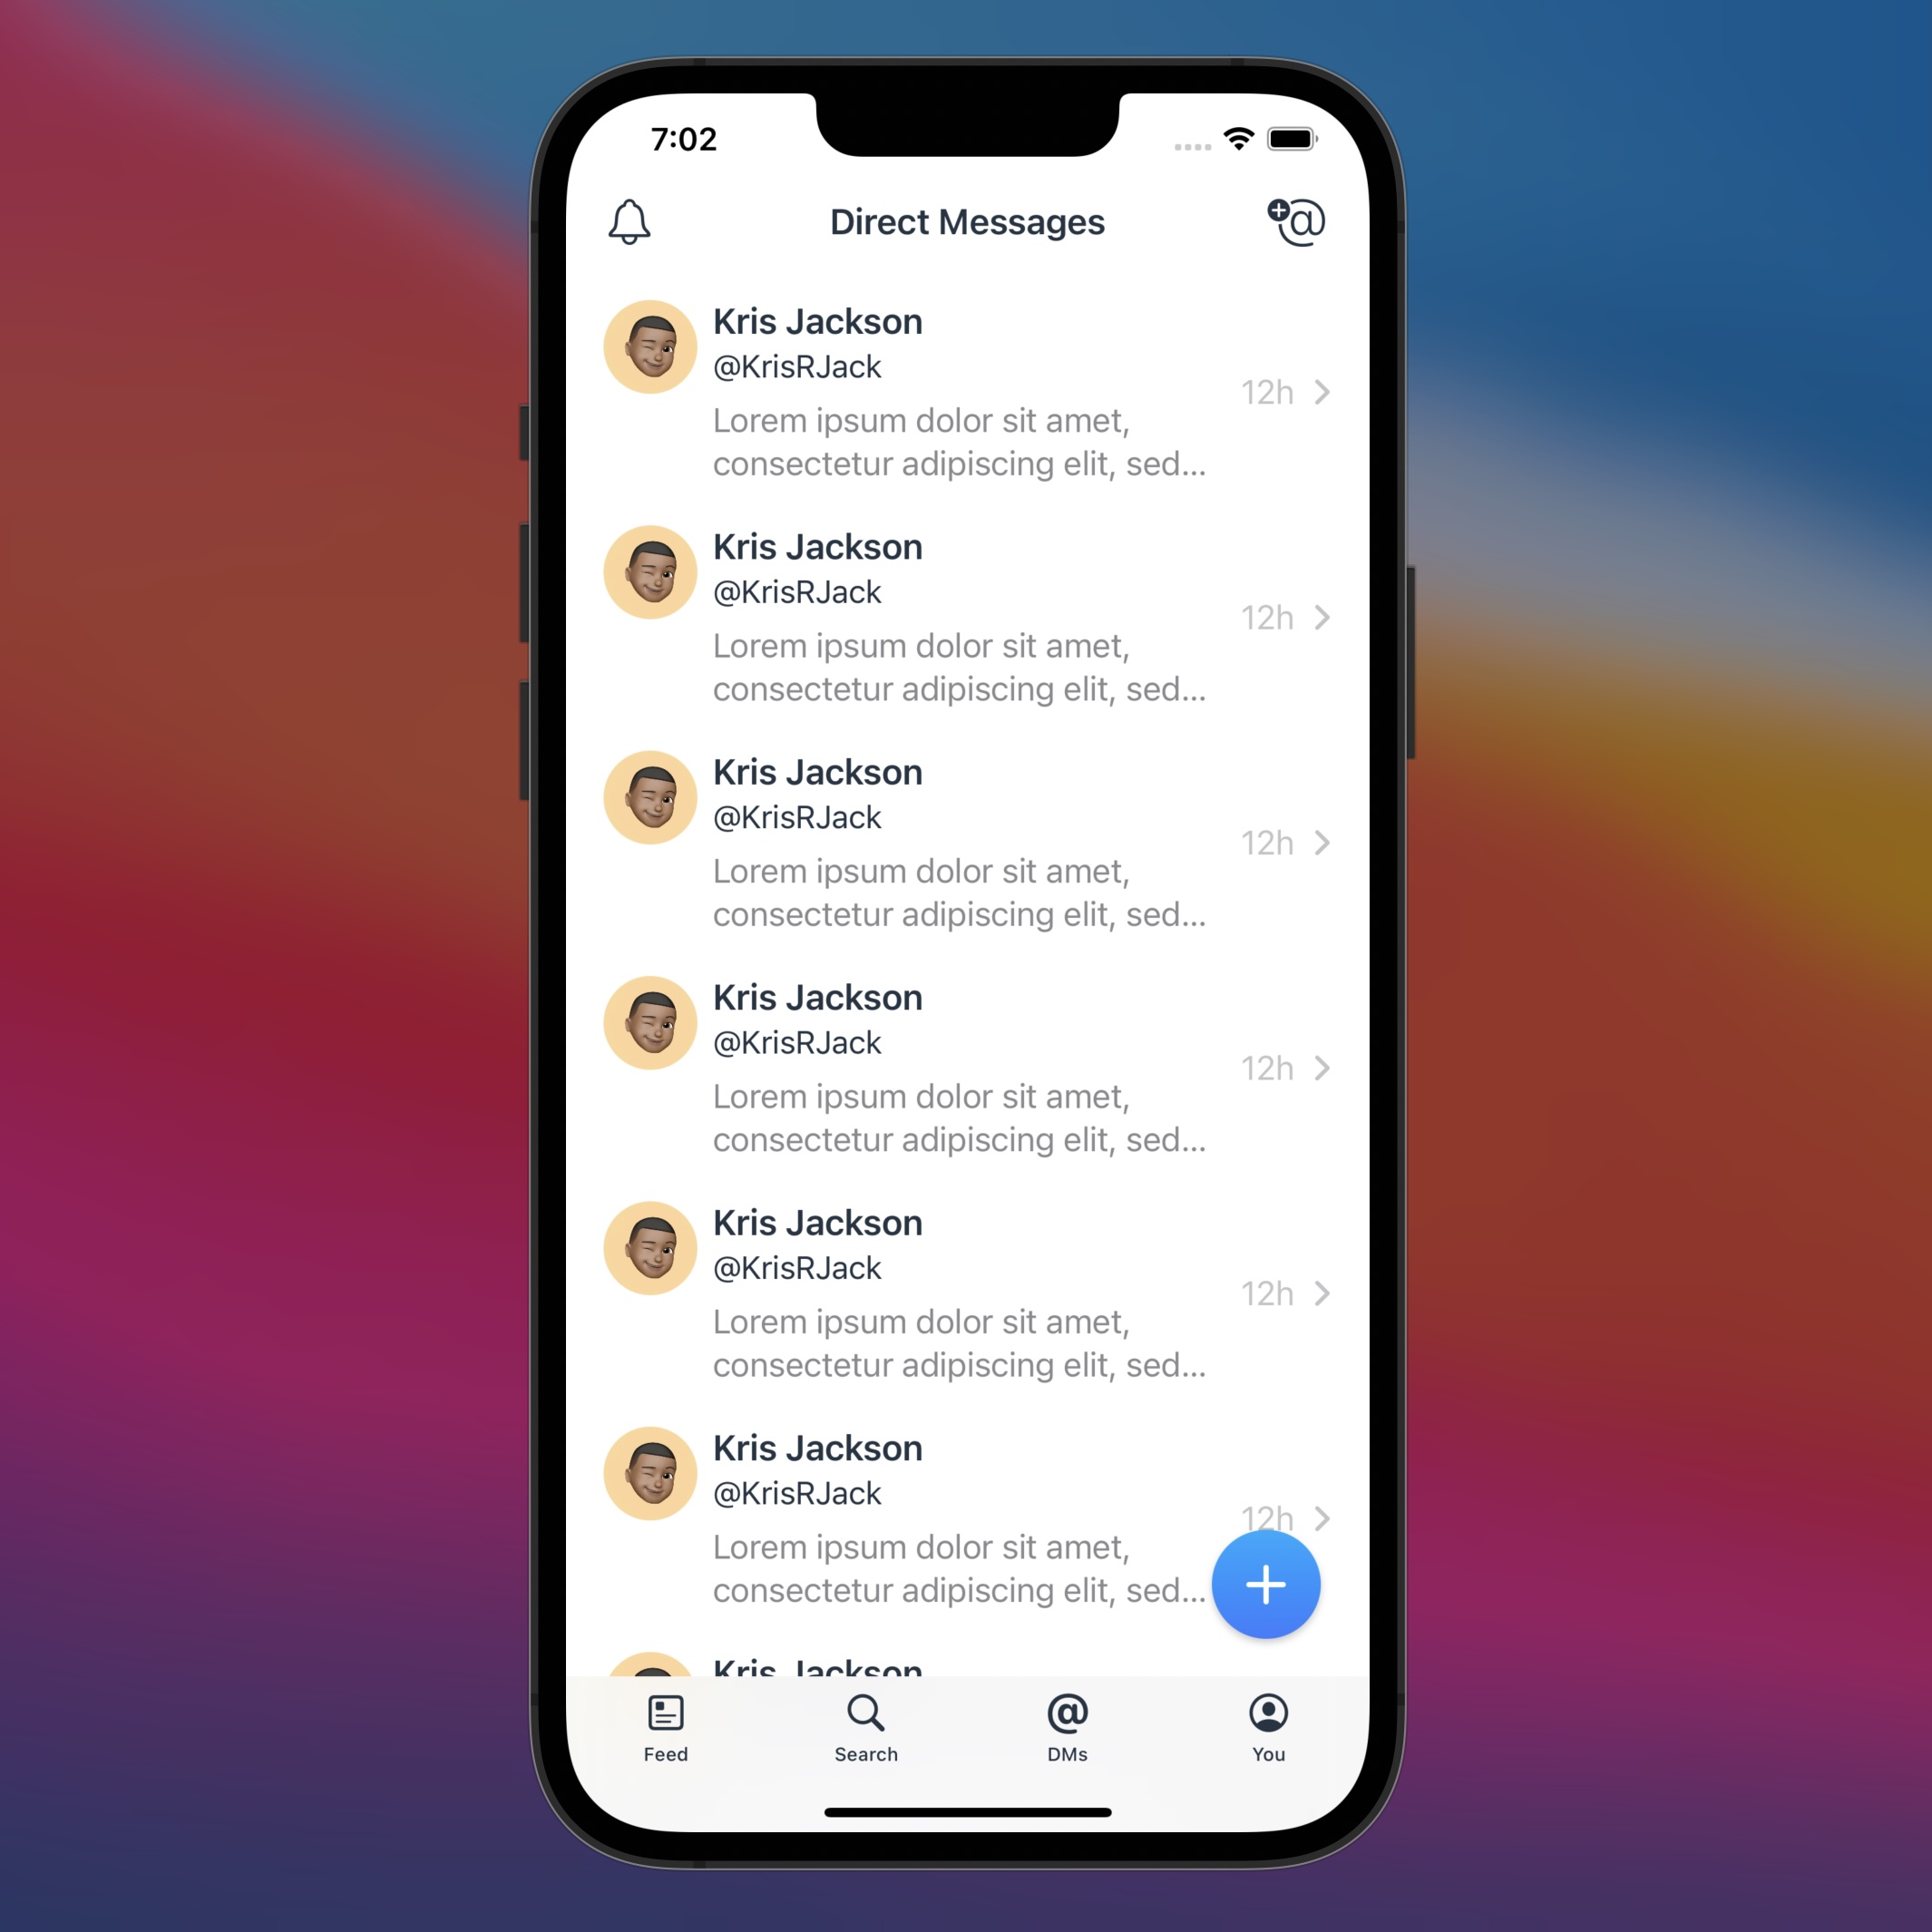 7:02
Direct Messages
Kris Jackson
@KrisRJack
12h
Lorem ipsum dolor sit amet,
consectetur adipiscing elit, sed...
Kris Jackson
@KrisRJack
12h
Lorem ipsum dolor sit amet,
consectetur adipiscing elit, sed...
Kris Jackson
@KrisRJack
12h
Lorem ipsum dolor sit amet,
consectetur adipiscing elit, sed...
Kris Jackson
@KrisRJack
12h
Lorem ipsum dolor sit amet,
consectetur adipiscing elit, sed...
Kris Jackson
@KrisRJack
12h
Lorem ipsum dolor sit amet,
consectetur adipiscing elit, sed...
Kris Jackson
@KrisRJack
12h
Lorem ipsum dolor sit amet,
consectetur adipiscing elit, sed...
Kris Jackson
Feed
Search
DMs
You